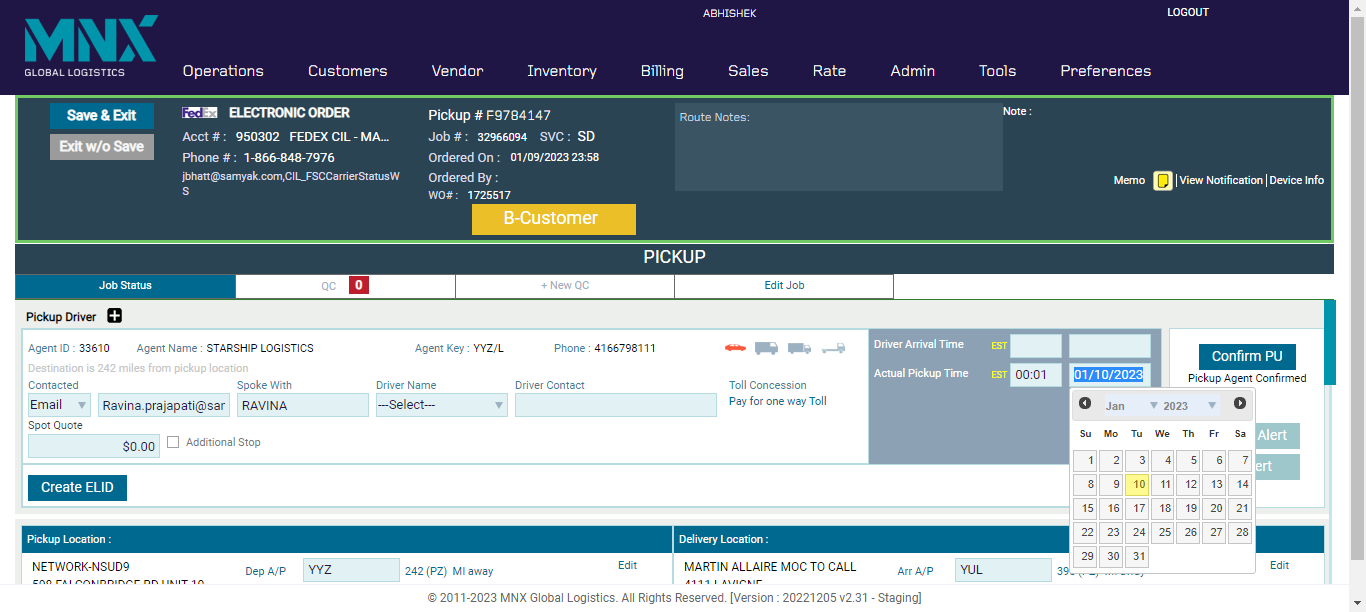 MNX
GLOBAL LOGISTICS
ABHISHEK
LOGOUT
Operations Customers Vendor Inventory Billing Sales Rate Admin Tools Preferences
Save & Exit
Exit w/o Save
FedEx ELECTRONIC ORDER
Acct # : 950302 FEDEX CIL - MA...
Phone # : 1-866-848-7976
jbhatt@samyak.com,CIL_FSCCarrierStatusW
S
Pickup # F9784147
Job # : 32966094 SVC : SD
Ordered On : 01/09/2023 23:58
Ordered By :
WO# : 1725517
B-Customer
Route Notes:
Note :
Memo View Notification Device Info
PICKUP
Job Status QC 0 + New QC Edit Job
Pickup Driver
Agent ID : 33610 Agent Name : STARSHIP LOGISTICS Agent Key : YYZ/L Phone : 4166798111
Destination is 242 miles from pickup location
Contacted Spoke With Driver Name Driver Contact Toll Concession
Email Ravina.prajapati@sar RAVINA ---Select--- Pay for one way Toll
Spot Quote
$0.00 Additional Stop
Driver Arrival Time EST
Actual Pickup Time EST 00:01 01/10/2023
Confirm PU
Pickup Agent Confirmed
Alert
ert
Jan 2023
Su Mo Tu We Th Fr Sa
1 2 3 4 5 6 7
8 9 10 11 12 13 14
15 16 17 18 19 20 21
22 23 24 25 26 27 28
29 30 31
Create ELID
Pickup Location :
NETWORK-NSUD9
508 FALCONBRIDGE RD UNIT 10
Dep A/P YYZ 242 (PZ) MI away
Edit
Delivery Location :
MARTIN ALLAIRE MOC TO CALL
4111 LAVIGNE
Arr A/P YUL
Edit
© 2011-2023 MNX Global Logistics. All Rights Reserved. [Version : 20221205 v2.31 - Staging]